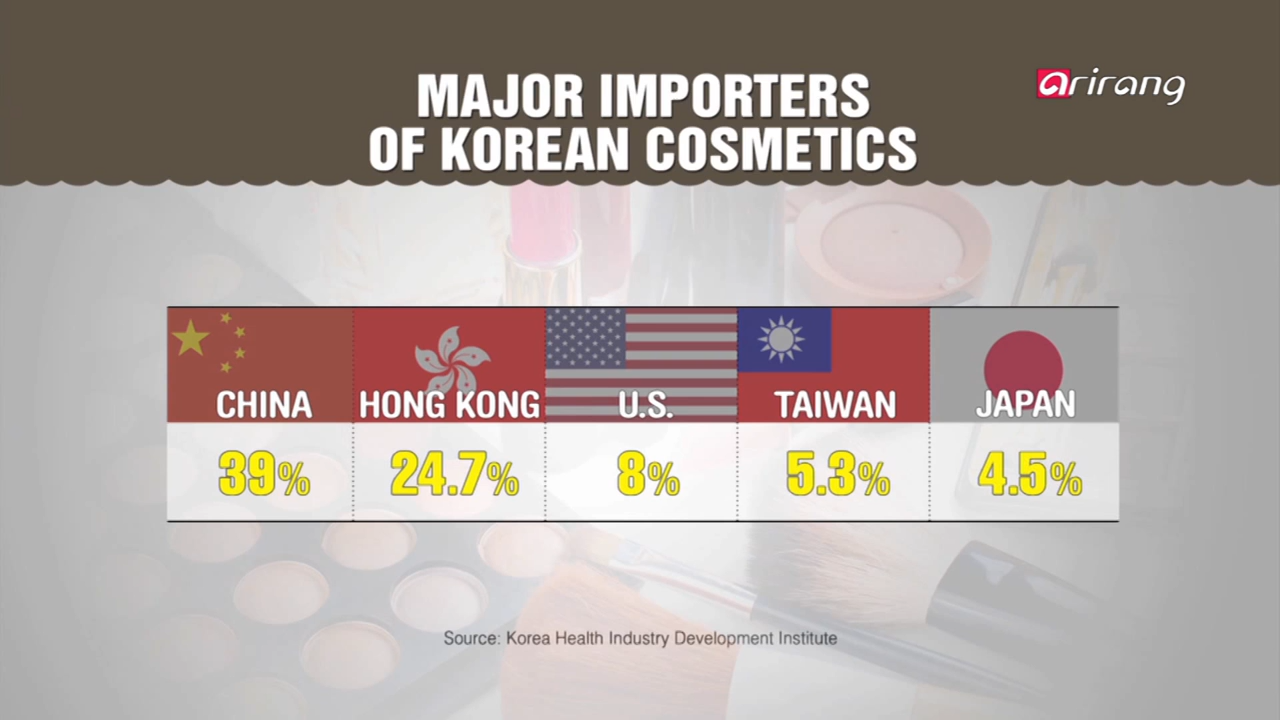 arirang
MAJOR IMPORTERS
OF KOREAN COSMETICS
CHINA
HONG KONG
U.S.
TAIWAN
JAPAN
39%
24.7%
8%
5.3%
4.5%
Source: Korea Health Industry Development Institute